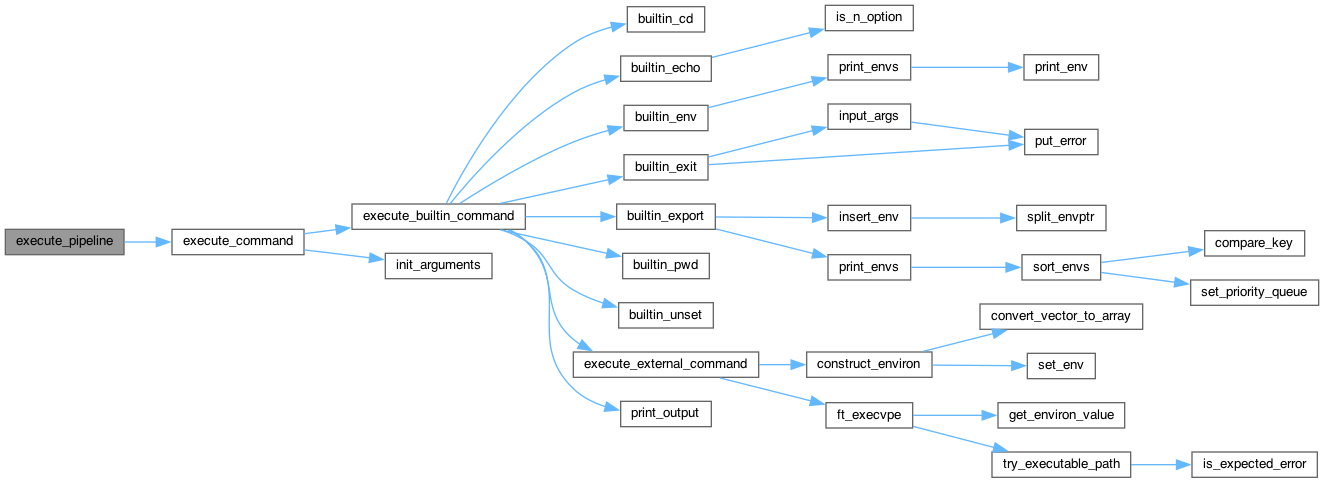 execute_pipeline
execute_command
execute_builtin_command
init_arguments
builtin_cd
builtin_echo
is_n_option
builtin_env
print_envs
print_env
builtin_exit
input_args
put_error
builtin_export
insert_env
split_envptr
print_envs
sort_envs
compare_key
set_priority_queue
builtin_pwd
builtin_unset
execute_external_command
construct_environ
convert_vector_to_array
set_env
ft_execvpe
get_environ_value
try_executable_path
is_expected_error
print_output